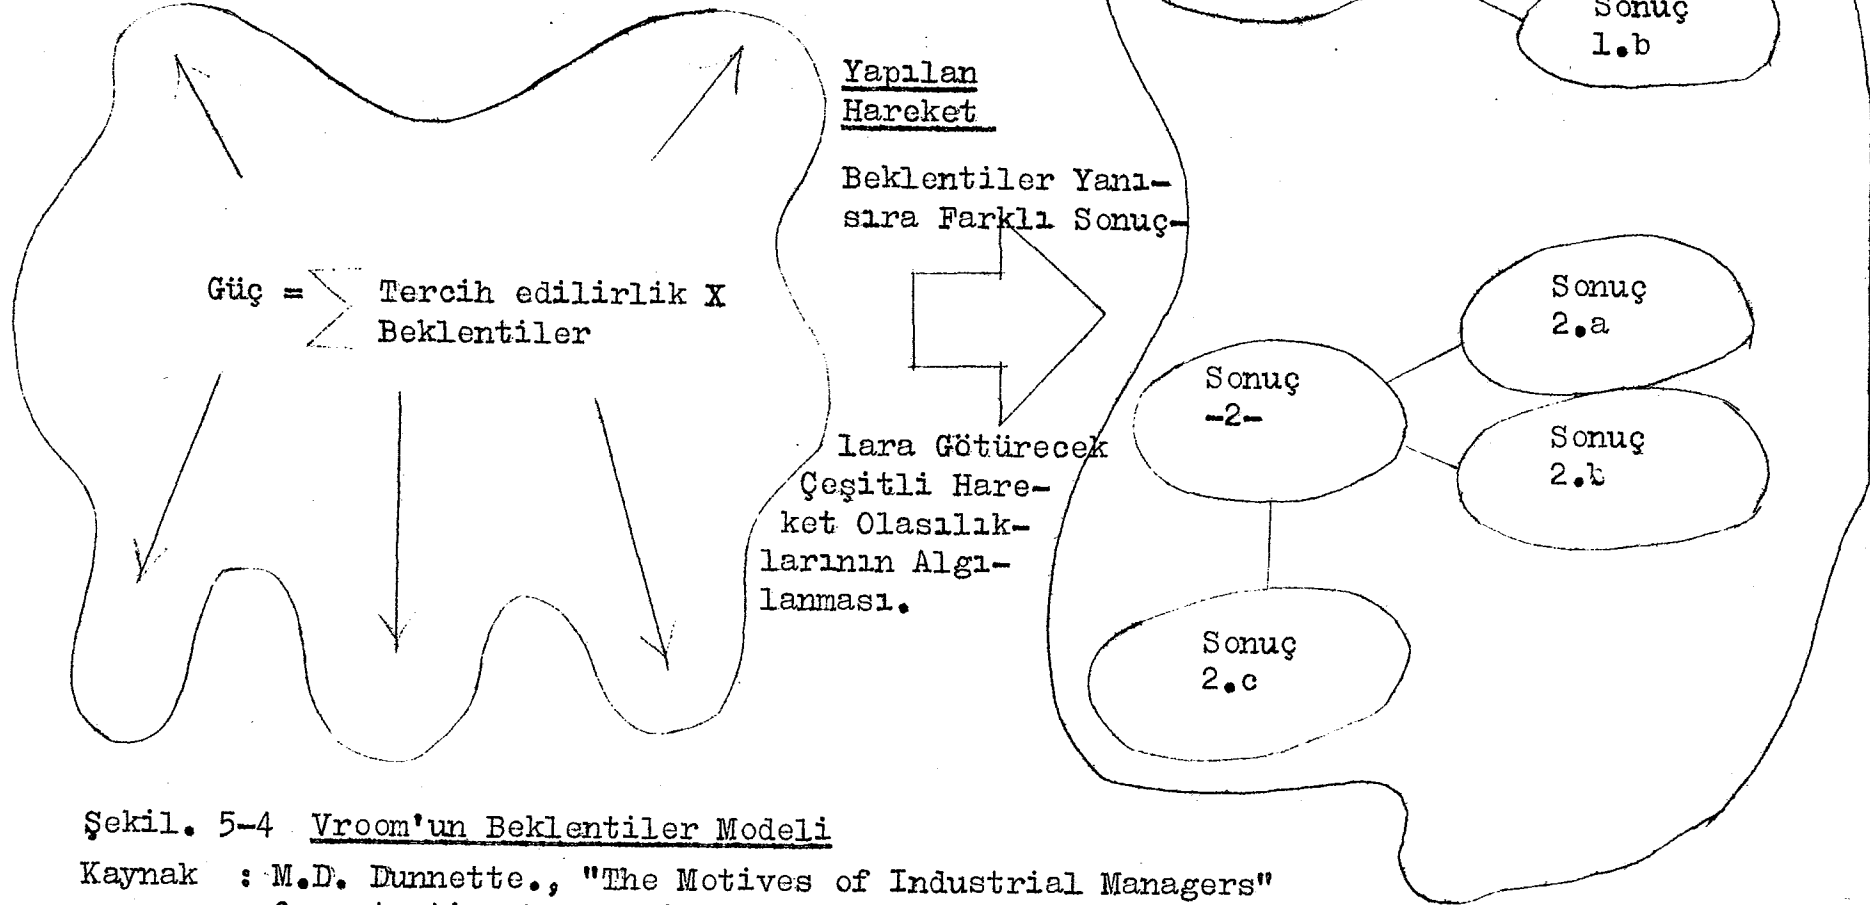 Yapılan
Hareket
Beklentiler Yanı-
sıra Farklı Sonuç-
lara Götürecek
Çeşitli Hare-
ket Olasılık-
larının Algı-
lanması.
Güç = ∑ Tercih edilirlik X
Beklentiler
Sonuç
1.b
Sonuç
2.a
Sonuç
-2-
Sonuç
2.b
Sonuç
2.c
Şekil. 5-4 Vroom'un Beklentiler Modeli
Kaynak : M.D. Dunnette., "The Motives of Industrial Managers"